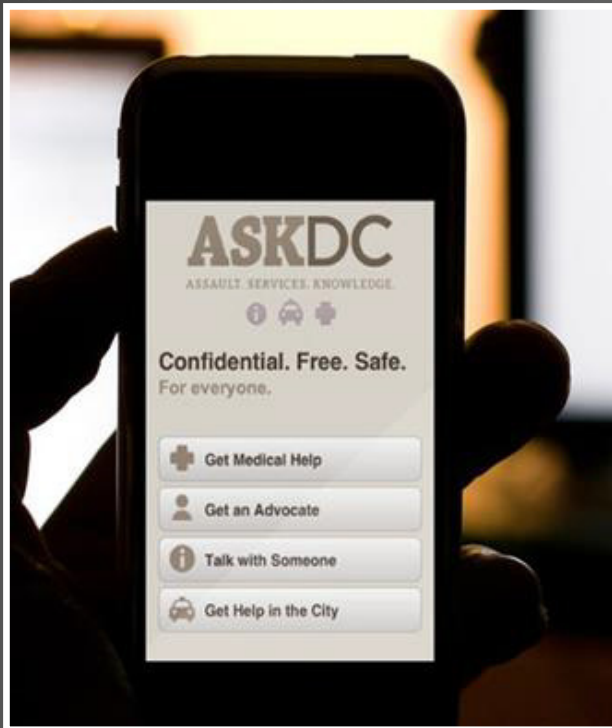 ASKDC
ASSAULT. SERVICES. KNOWLEDGE.
Confidential. Free. Safe.
For everyone.
Get Medical Help
Get an Advocate
Talk with Someone
Get Help in the City